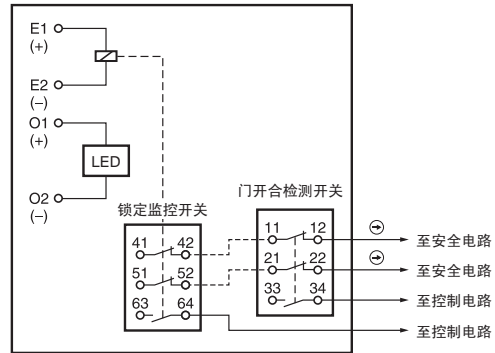 E1
(+)
E2
(−)
O1
(+)
LED
O2
(−)
锁定监控开关
门开合检测开关
41 42
51 52
63 64
11 12
21 22
33 34
至安全电路
至安全电路
至控制电路
至控制电路